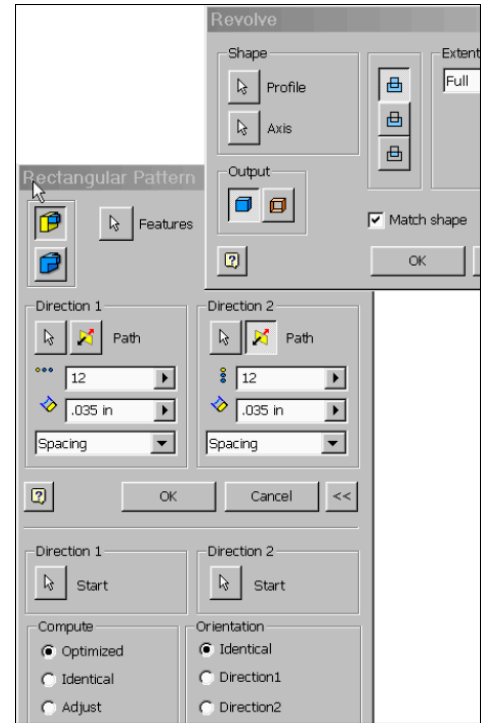 Revolve
Shape
Extent
Profile
Full
Axis
Rectangular Pattern
Output
Features
Match shape
OK
Direction 1
Direction 2
Path
Path
12
12
.035 in
.035 in
Spacing
Spacing
OK
Cancel
<<
Direction 1
Direction 2
Start
Start
Compute
Orientation
Optimized
Identical
Identical
Direction1
Adjust
Direction2